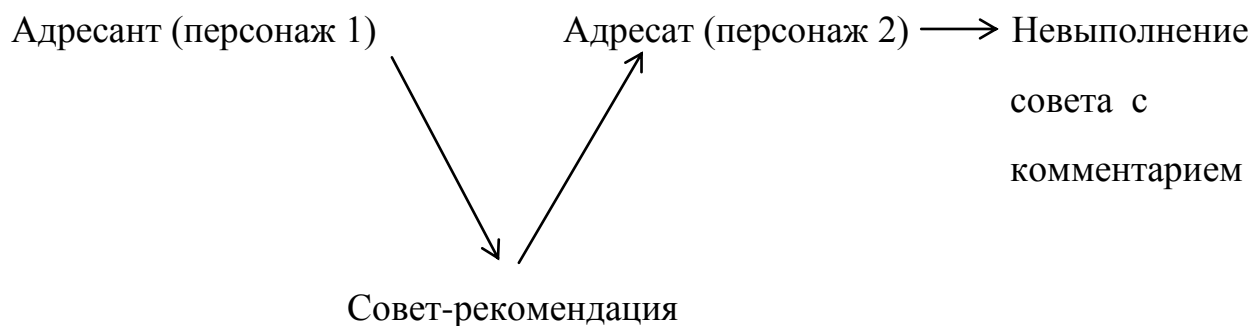 Адресант (персонаж 1) Адресат (персонаж 2) Невыполнение
совета с
комментарием
Совет-рекомендация